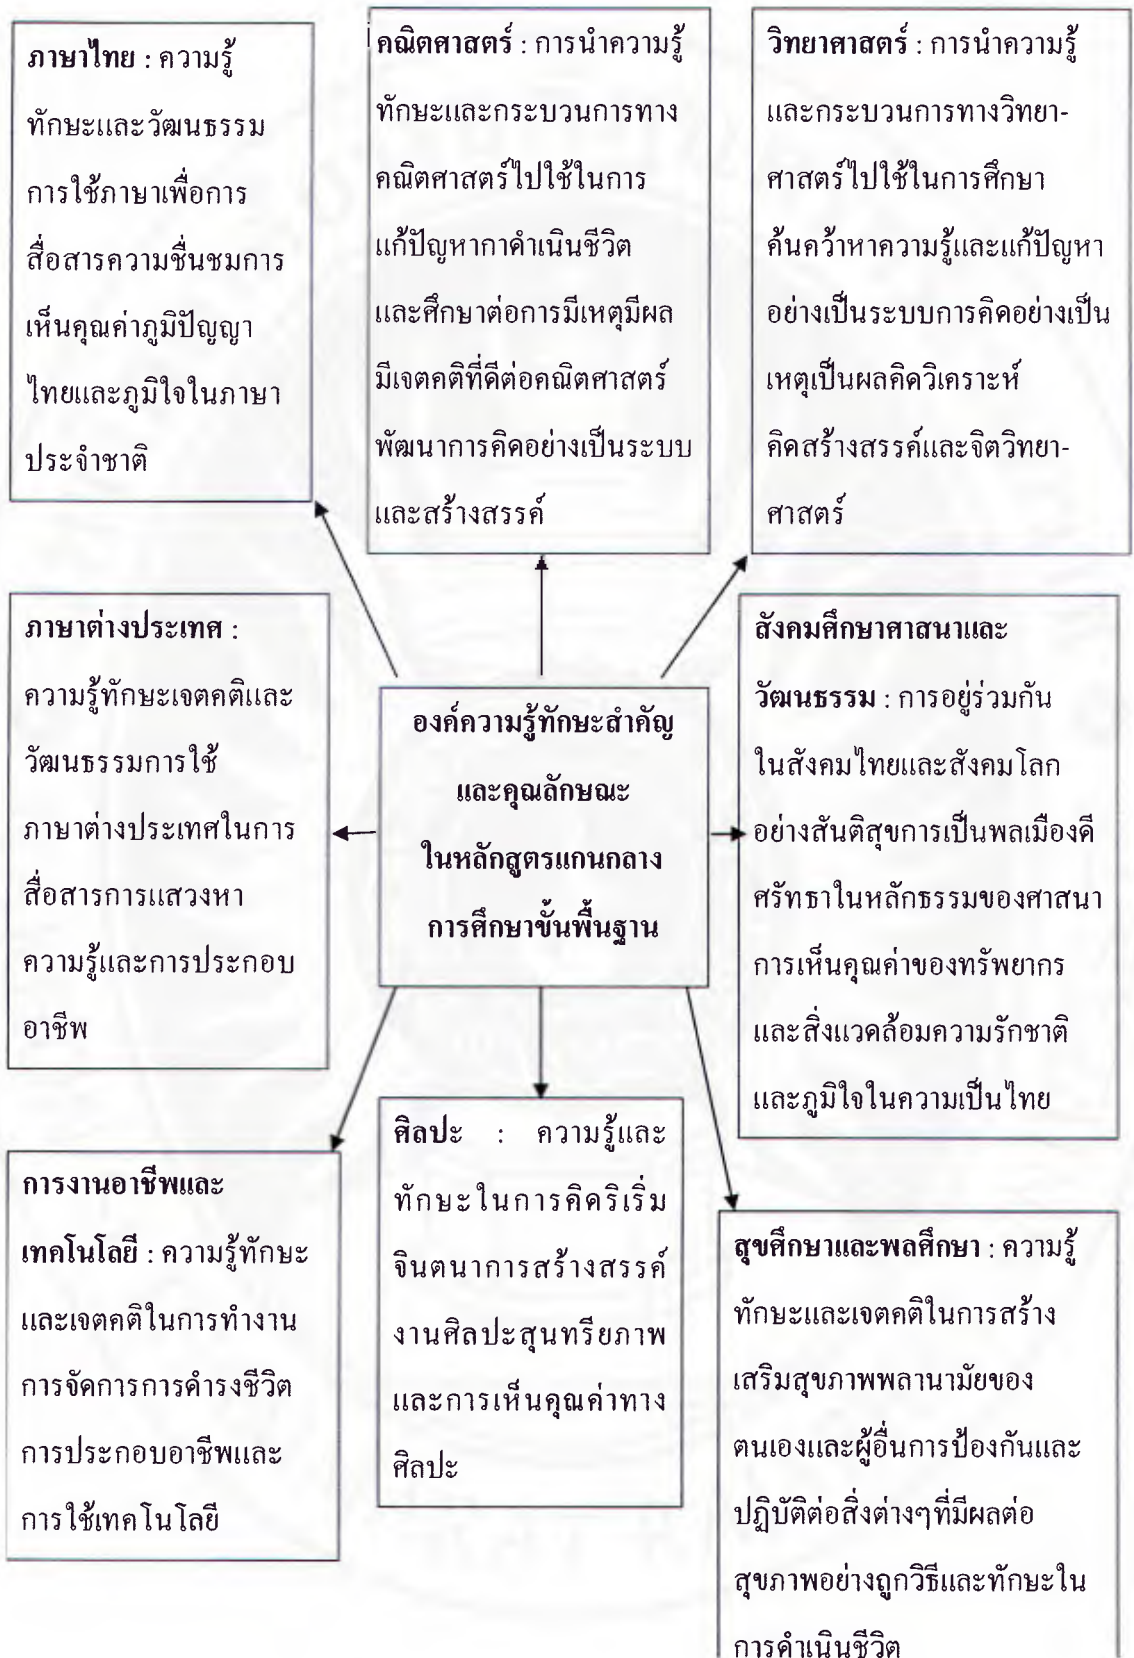 ภาษาไทย : ความรู้
ทักษะและวัฒนธรรม
การใช้ภาษาเพื่อการ
สื่อสารความชื่นชมการ
เห็นคุณค่าภูมิปัญญา
ไทยและภูมิใจในภาษา
ประจำชาติ
คณิตศาสตร์ : การนำความรู้
ทักษะและกระบวนการทาง
คณิตศาสตร์ไปใช้ในการ
แก้ปัญหากาดำเนินชีวิต
และศึกษาต่อการมีเหตุมีผล
มีเจตคติที่ดีต่อคณิตศาสตร์
พัฒนาการคิดอย่างเป็นระบบ
และสร้างสรรค์
วิทยาศาสตร์ : การนำความรู้
และกระบวนการทางวิทยา-
ศาสตร์ไปใช้ในการศึกษา
ค้นคว้าหาความรู้และแก้ปัญหา
อย่างเป็นระบบการคิดอย่างเป็น
เหตุเป็นผลคิดวิเคราะห์
คิดสร้างสรรค์และจิตวิทยา-
ศาสตร์
ภาษาต่างประเทศ :
ความรู้ทักษะเจตคติและ
วัฒนธรรมการใช้
ภาษาต่างประเทศในการ
สื่อสารการแสวงหา
ความรู้และการประกอบ
อาชีพ
องค์ความรู้ทักษะสำคัญ
และคุณลักษณะ
ในหลักสูตรแกนกลาง
การศึกษาขั้นพื้นฐาน
สังคมศึกษาศาสนาและ
วัฒนธรรม : การอยู่ร่วมกัน
ในสังคมไทยและสังคมโลก
อย่างสันติสุขการเป็นพลเมืองดี
ศรัทธาในหลักธรรมของศาสนา
การเห็นคุณค่าของทรัพยากร
และสิ่งแวดล้อมความรักชาติ
และภูมิใจในความเป็นไทย
การงานอาชีพและ
เทคโนโลยี : ความรู้ทักษะ
และเจตคติในการทำงาน
การจัดการการดำรงชีวิต
การประกอบอาชีพและ
การใช้เทคโนโลยี
ศิลปะ : ความรู้และ
ทักษะในการคิดริเริ่ม
จินตนาการสร้างสรรค์
งานศิลปะสุนทรียภาพ
และการเห็นคุณค่าทาง
ศิลปะ
สุขศึกษาและพลศึกษา : ความรู้
ทักษะและเจตคติในการสร้าง
เสริมสุขภาพพลานามัยของ
ตนเองและผู้อื่นการป้องกันและ
ปฏิบัติต่อสิ่งต่างๆที่มีผลต่อ
สุขภาพอย่างถูกวิธีและทักษะใน
การดำเนินชีวิต